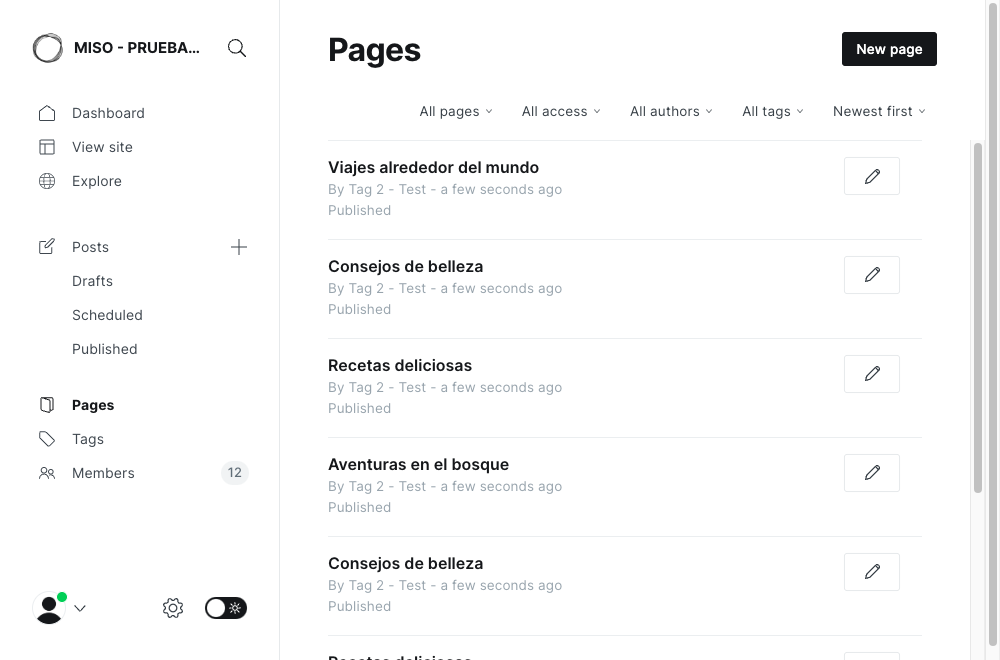 MISO - PRUEBA...
Dashboard
View site
Explore
Posts
Drafts
Scheduled
Published
Pages
Tags
Members 12
Pages
New page
All pages All access All authors All tags Newest first
Viajes alrededor del mundo
By Tag 2 - Test - a few seconds ago
Published
Consejos de belleza
By Tag 2 - Test - a few seconds ago
Published
Recetas deliciosas
By Tag 2 - Test - a few seconds ago
Published
Aventuras en el bosque
By Tag 2 - Test - a few seconds ago
Published
Consejos de belleza
By Tag 2 - Test - a few seconds ago
Published
Recetas deliciosas